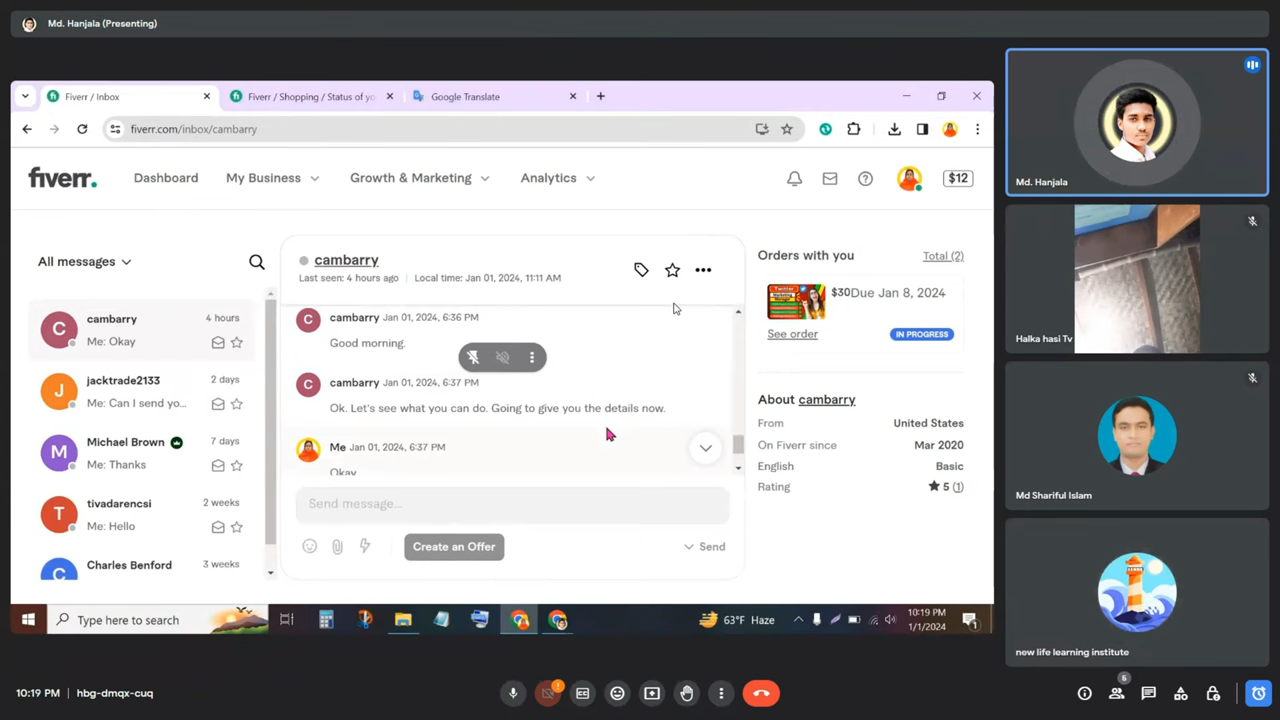 Md. Hanjala (Presenting)
Fiverr / Inbox
Fiverr / Shopping / Status of yo
Google Translate
fiverr.com/inbox/cambarry
fiverr.
Dashboard
My Business
Growth & Marketing
Analytics
$12
All messages
cambarry
4 hours
Me: Okay
jacktrade2133
2 days
Me: Can I send yo...
Michael Brown
7 days
Me: Thanks
tivadarencsi
2 weeks
Me: Hello
Charles Benford
3 weeks
cambarry
Last seen: 4 hours ago
Local time: Jan 01, 2024, 11:11 AM
cambarry Jan 01, 2024, 6:36 PM
Good morning.
cambarry Jan 01, 2024, 6:37 PM
Ok. Let's see what you can do. Going to give you the details now.
Me Jan 01, 2024, 6:37 PM
Okay
Send message...
Create an Offer
Send
Orders with you
Total (2)
Twitter
$30
Due Jan 8, 2024
See order
IN PROGRESS
About cambarry
From
United States
On Fiverr since
Mar 2020
English
Basic
Rating
5 (1)
Type here to search
63°F Haze
10:19 PM
1/1/2024
1
Md. Hanjala
Halka hasi Tv
Md Shariful Islam
new life learning institute
10:19 PM
hbg-dmqx-cuq
6